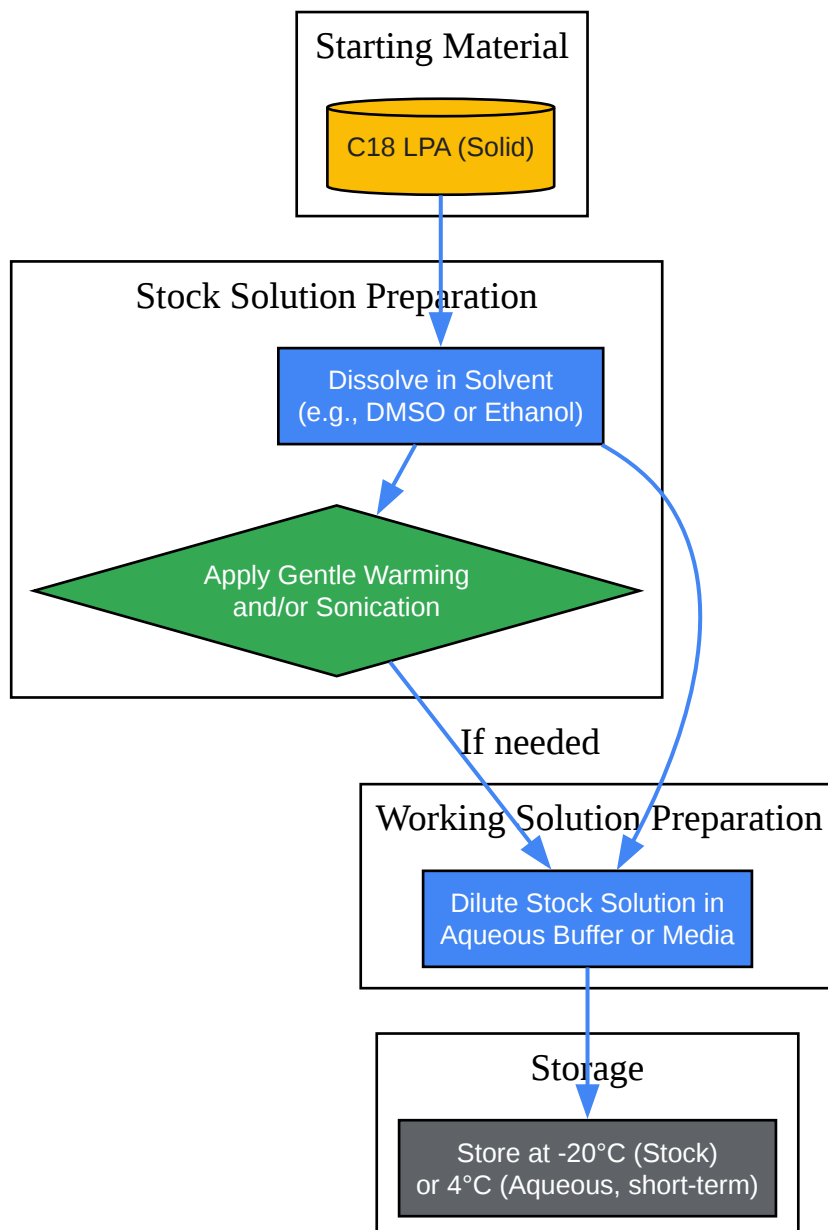 Starting Material
C18 LPA (Solid)
Stock Solution Preparation
Dissolve in Solvent
(e.g., DMSO or Ethanol)
Apply Gentle Warming
and/or Sonication
If needed
Working Solution Preparation
Dilute Stock Solution in
Aqueous Buffer or Media
Storage
Store at -20°C (Stock)
or 4°C (Aqueous, short-term)